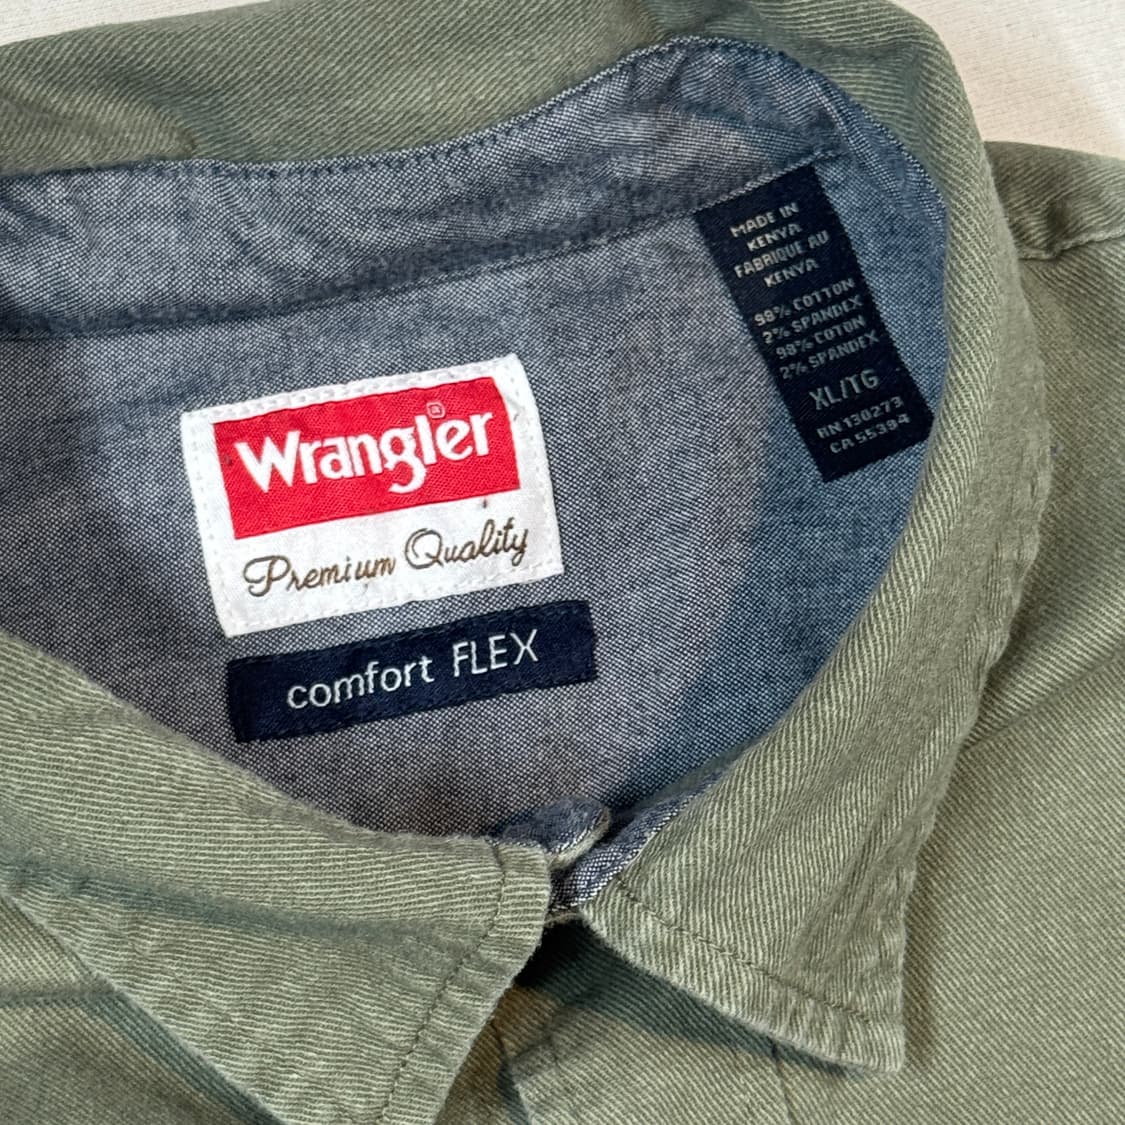 Wrangler®
Premium Quality
comfort FLEX
MADE IN
KENYA
FABRIQUE AU
KENYA
98% COTTON
2% SPANDEX
98% COTON
2% SPANDEX
XL/TG
RN 130273
CA 55394